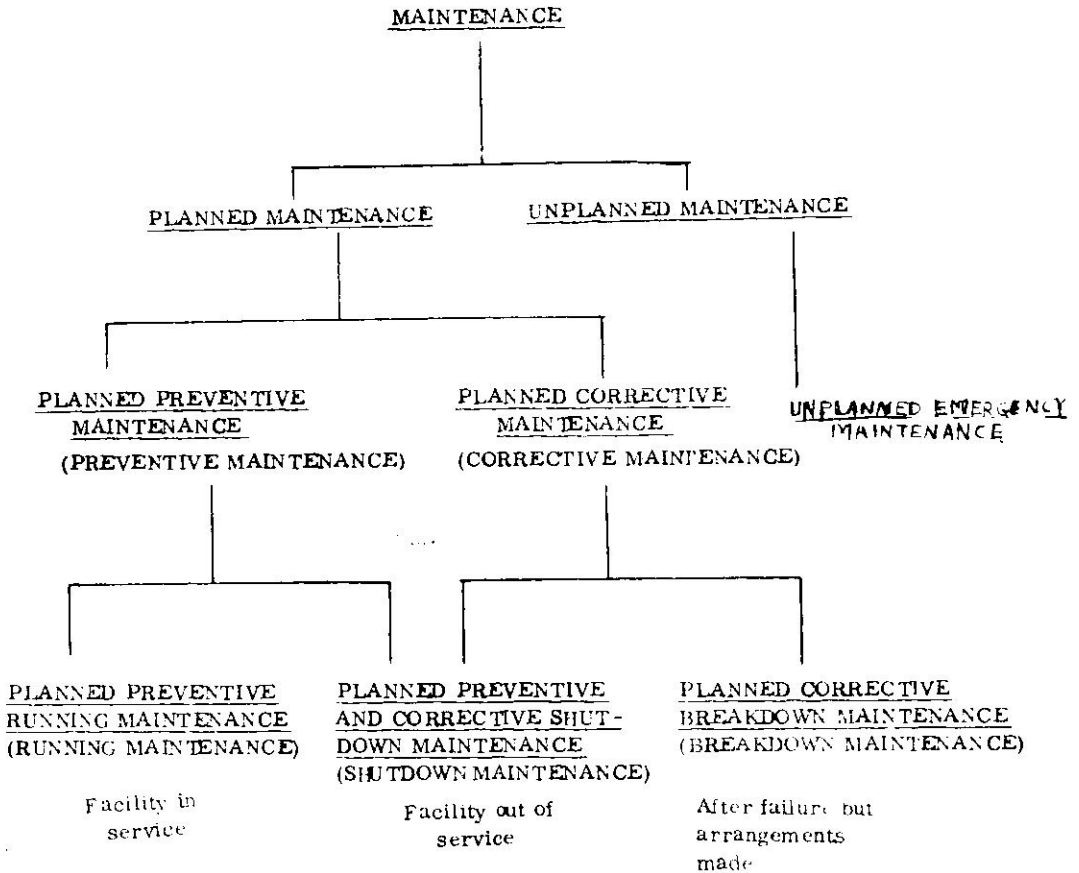 MAINTENANCE
PLANNED MAINTENANCE
UNPLANNED MAINTENANCE
PLANNED PREVENTIVE
MAINTENANCE
(PREVENTIVE MAINTENANCE)
PLANNED CORRECTIVE
MAINTENANCE
(CORRECTIVE MAINTENANCE)
UNPLANNED EMERGENCY
MAINTENANCE
PLANNED PREVENTIVE
RUNNING MAINTENANCE
(RUNNING MAINTENANCE)
Facility in
service
PLANNED PREVENTIVE
AND CORRECTIVE SHUT-
DOWN MAINTENANCE
(SHUTDOWN MAINTENANCE)
Facility out of
service
PLANNED CORRECTIVE
BREAKDOWN MAINTENANCE
(BREAKDOWN MAINTENANCE)
After failure but
arrangements
made